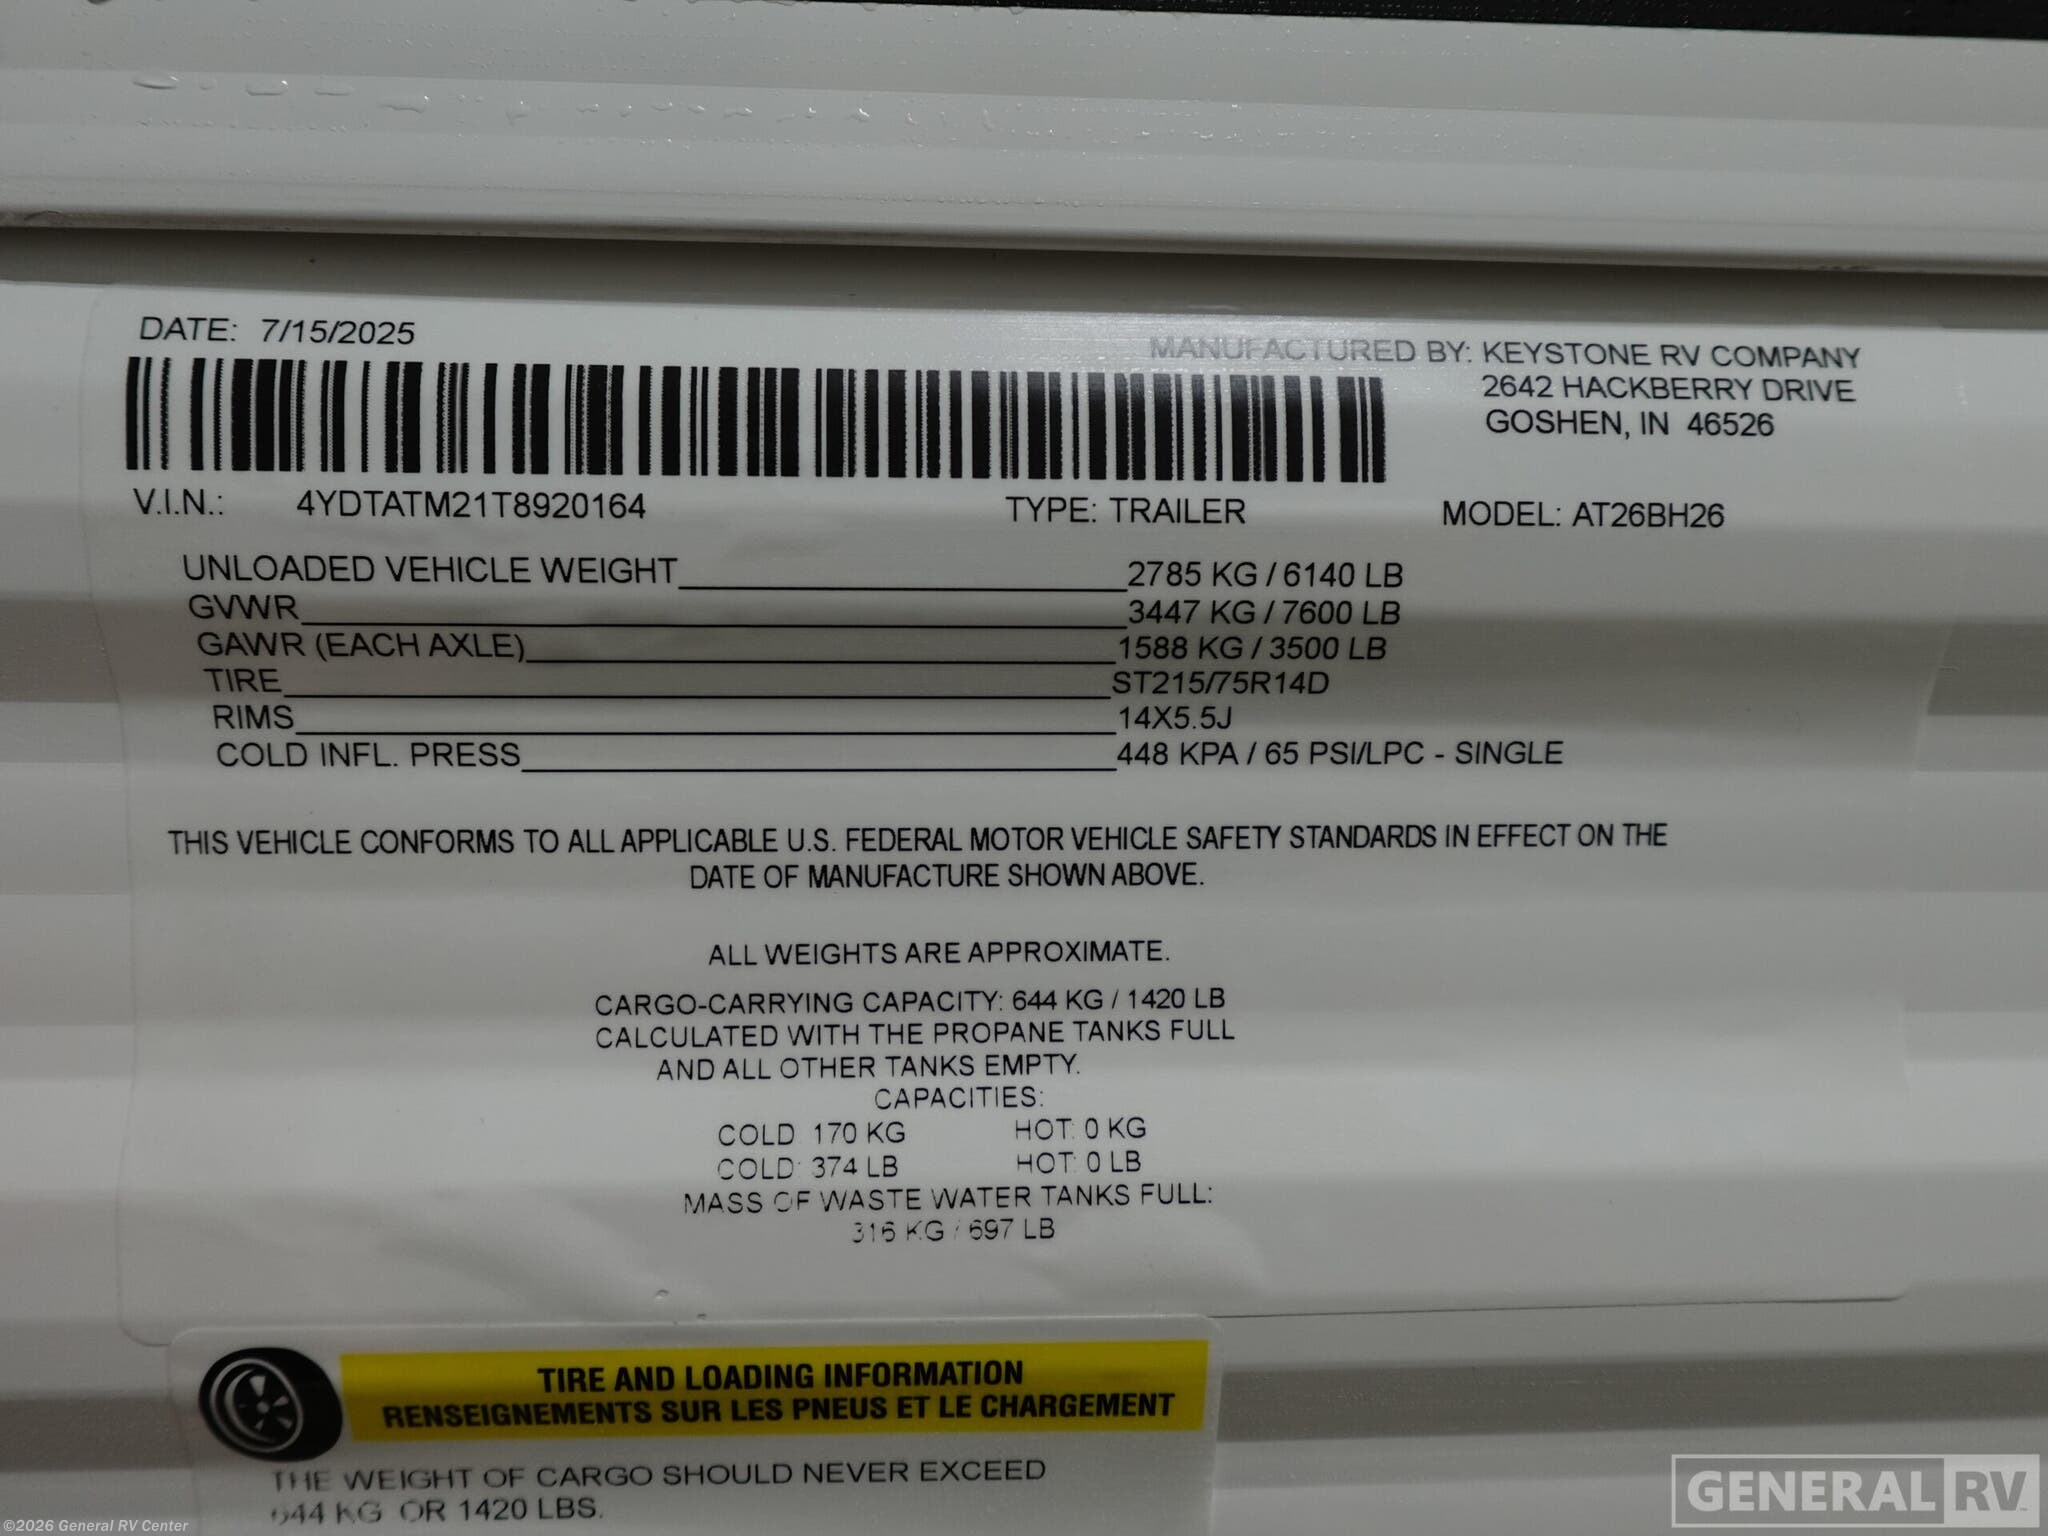 DATE: 7/15/2025
MANUFACTURED BY: KEYSTONE RV COMPANY
2642 HACKBERRY DRIVE
GOSHEN, IN 46526
V.I.N.: 4YDTATM21T8920164 TYPE: TRAILER MODEL: AT26BH26
UNLOADED VEHICLE WEIGHT 2785 KG / 6140 LB
GVWR 3447 KG / 7600 LB
GAWR (EACH AXLE) 1588 KG / 3500 LB
TIRE ST215/75R14D
RIMS 14X5.5J
COLD INFL. PRESS 448 KPA / 65 PSI/LPC - SINGLE
THIS VEHICLE CONFORMS TO ALL APPLICABLE U.S. FEDERAL MOTOR VEHICLE SAFETY STANDARDS IN EFFECT ON THE
DATE OF MANUFACTURE SHOWN ABOVE.
ALL WEIGHTS ARE APPROXIMATE.
CARGO-CARRYING CAPACITY: 644 KG / 1420 LB
CALCULATED WITH THE PROPANE TANKS FULL
AND ALL OTHER TANKS EMPTY.
CAPACITIES:
COLD: 170 KG HOT: 0 KG
COLD: 374 LB HOT: 0 LB
MASS OF WASTE WATER TANKS FULL:
316 KG / 697 LB
TIRE AND LOADING INFORMATION
RENSEIGNEMENTS SUR LES PNEUS ET LE CHARGEMENT
THE WEIGHT OF CARGO SHOULD NEVER EXCEED
644 KG OR 1420 LBS.
GENERAL RV
©2026 General RV Center